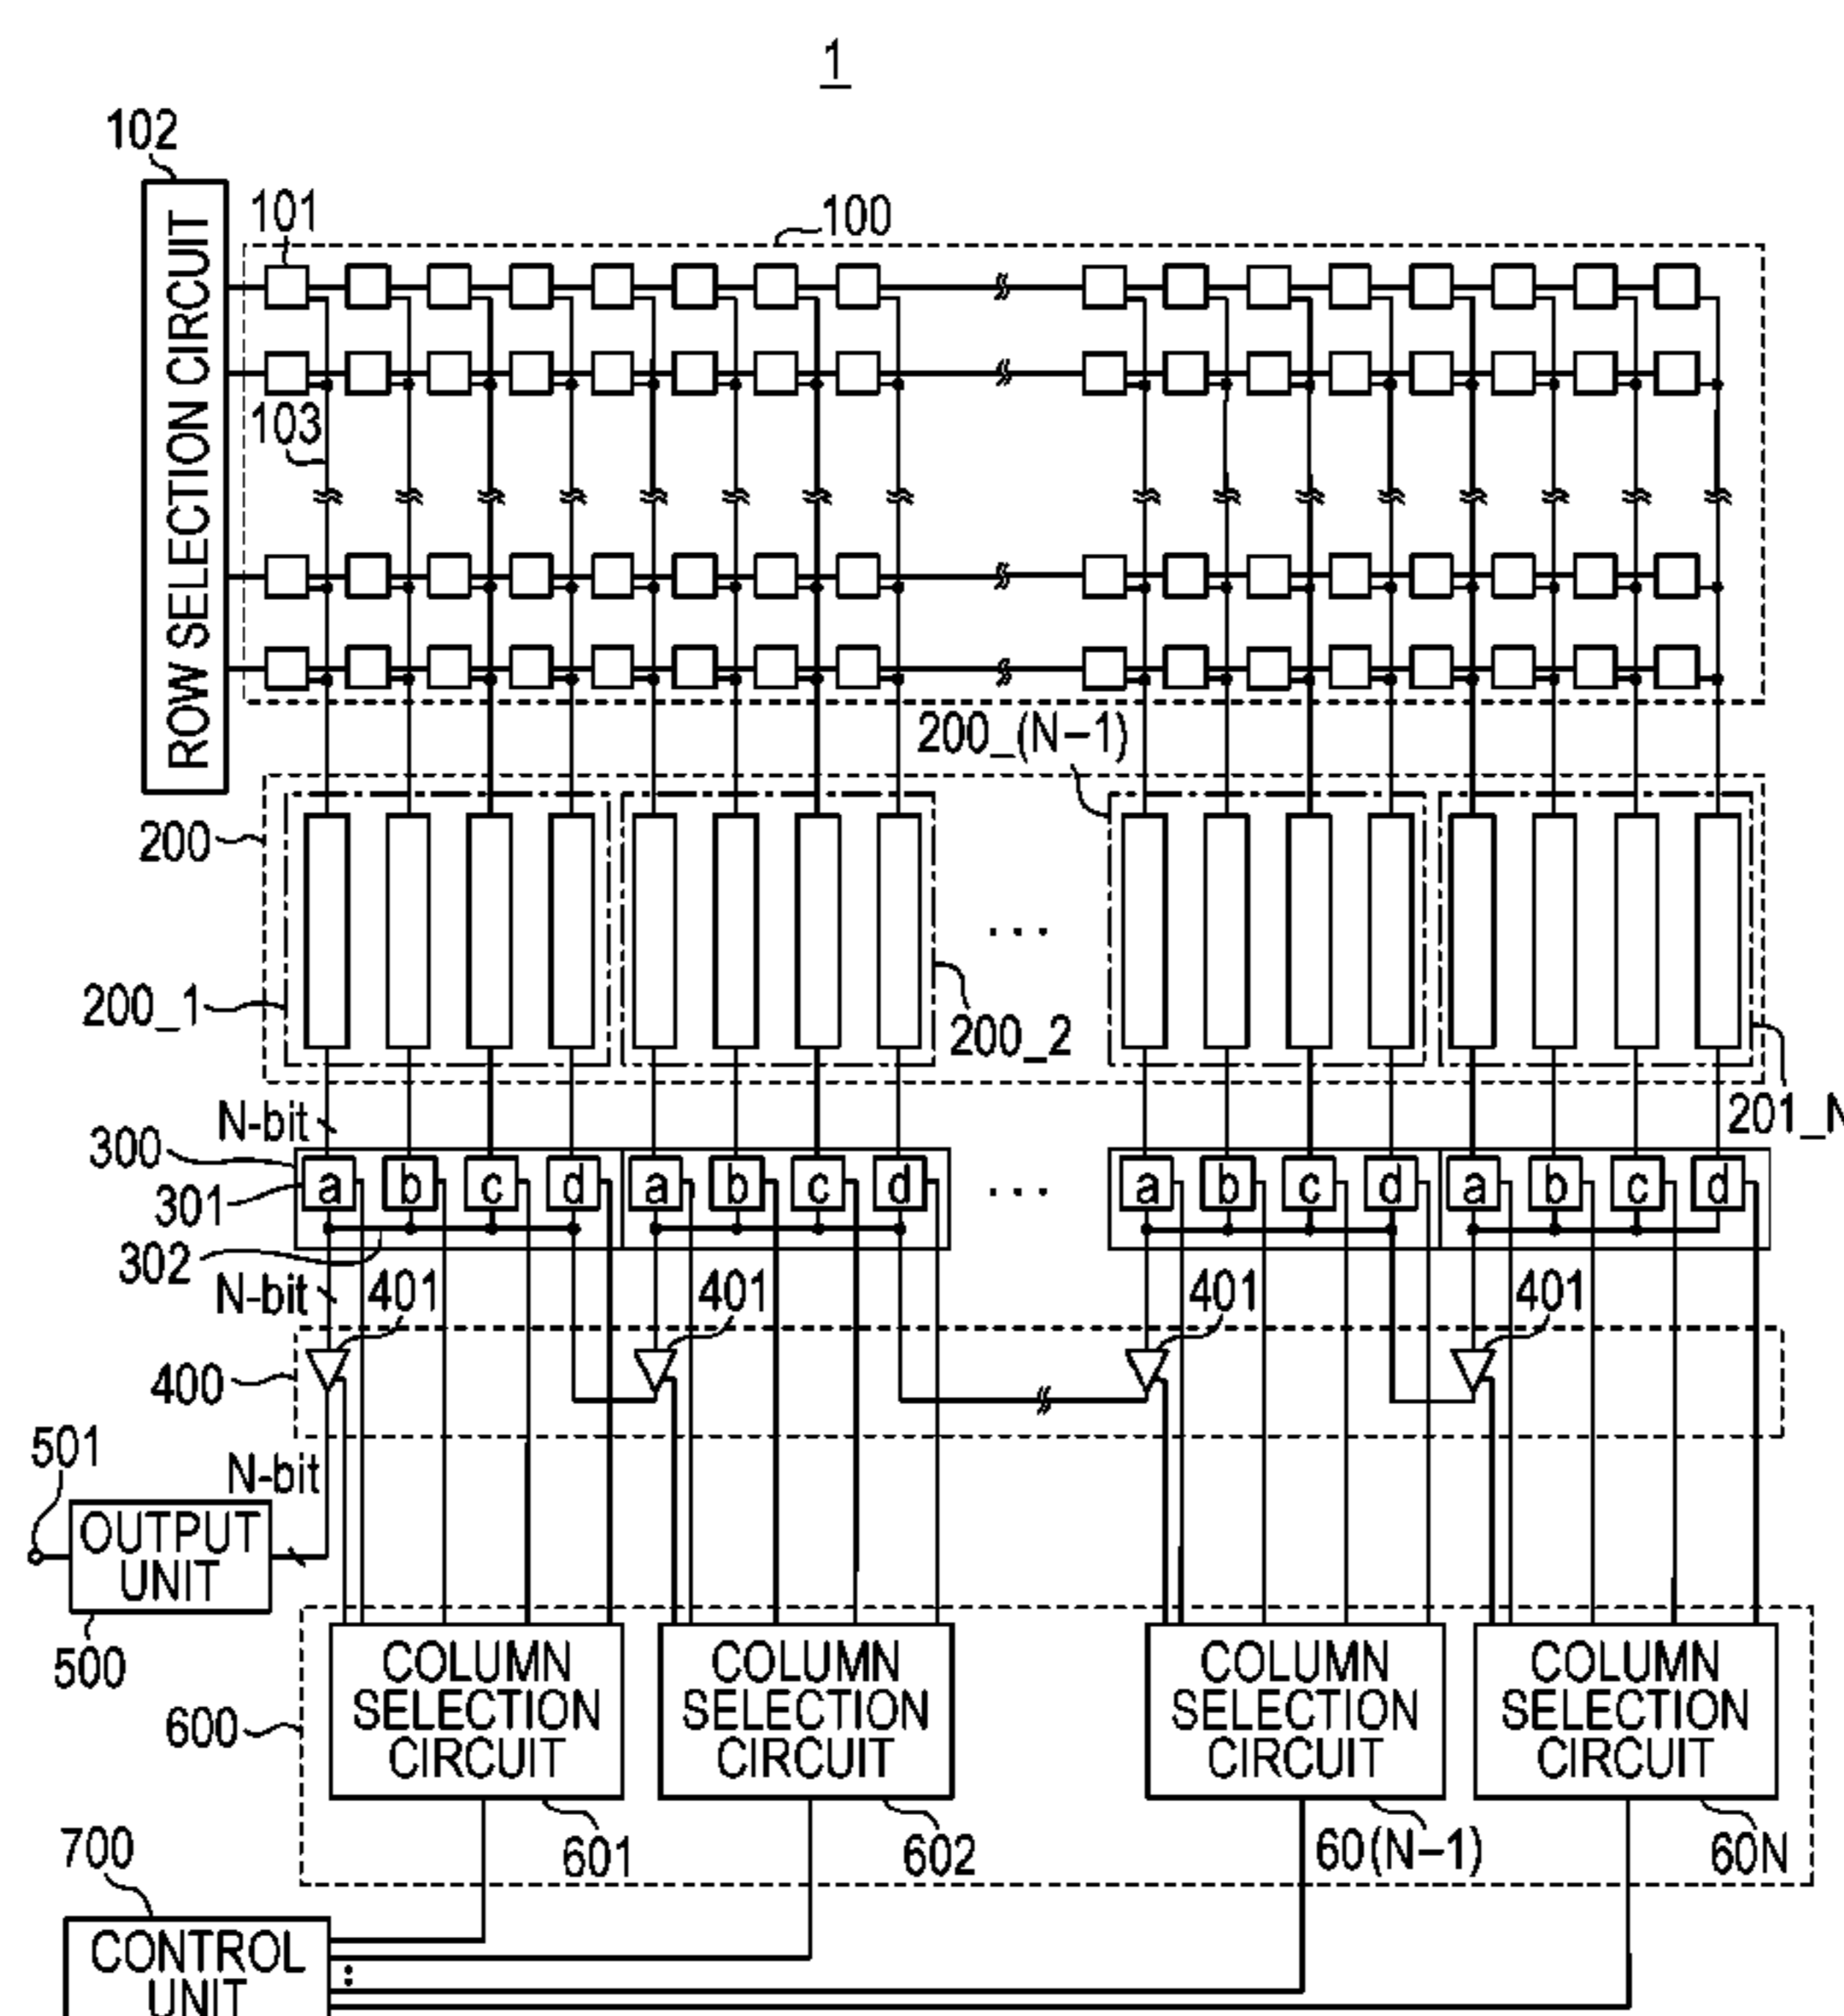 1
102
ROW SELECTION CIRCUIT
101
100
103
200_(N−1)
200
200_1
200_2
...
201_N
N-bit
300
301
a b c d a b c d ... a b c d a b c d
302
N-bit
401 401 401 401
400
501
N-bit
OUTPUT
UNIT
500
600
COLUMN
SELECTION
CIRCUIT
COLUMN
SELECTION
CIRCUIT
COLUMN
SELECTION
CIRCUIT
COLUMN
SELECTION
CIRCUIT
601
602
60(N−1)
60N
700
CONTROL
UNIT